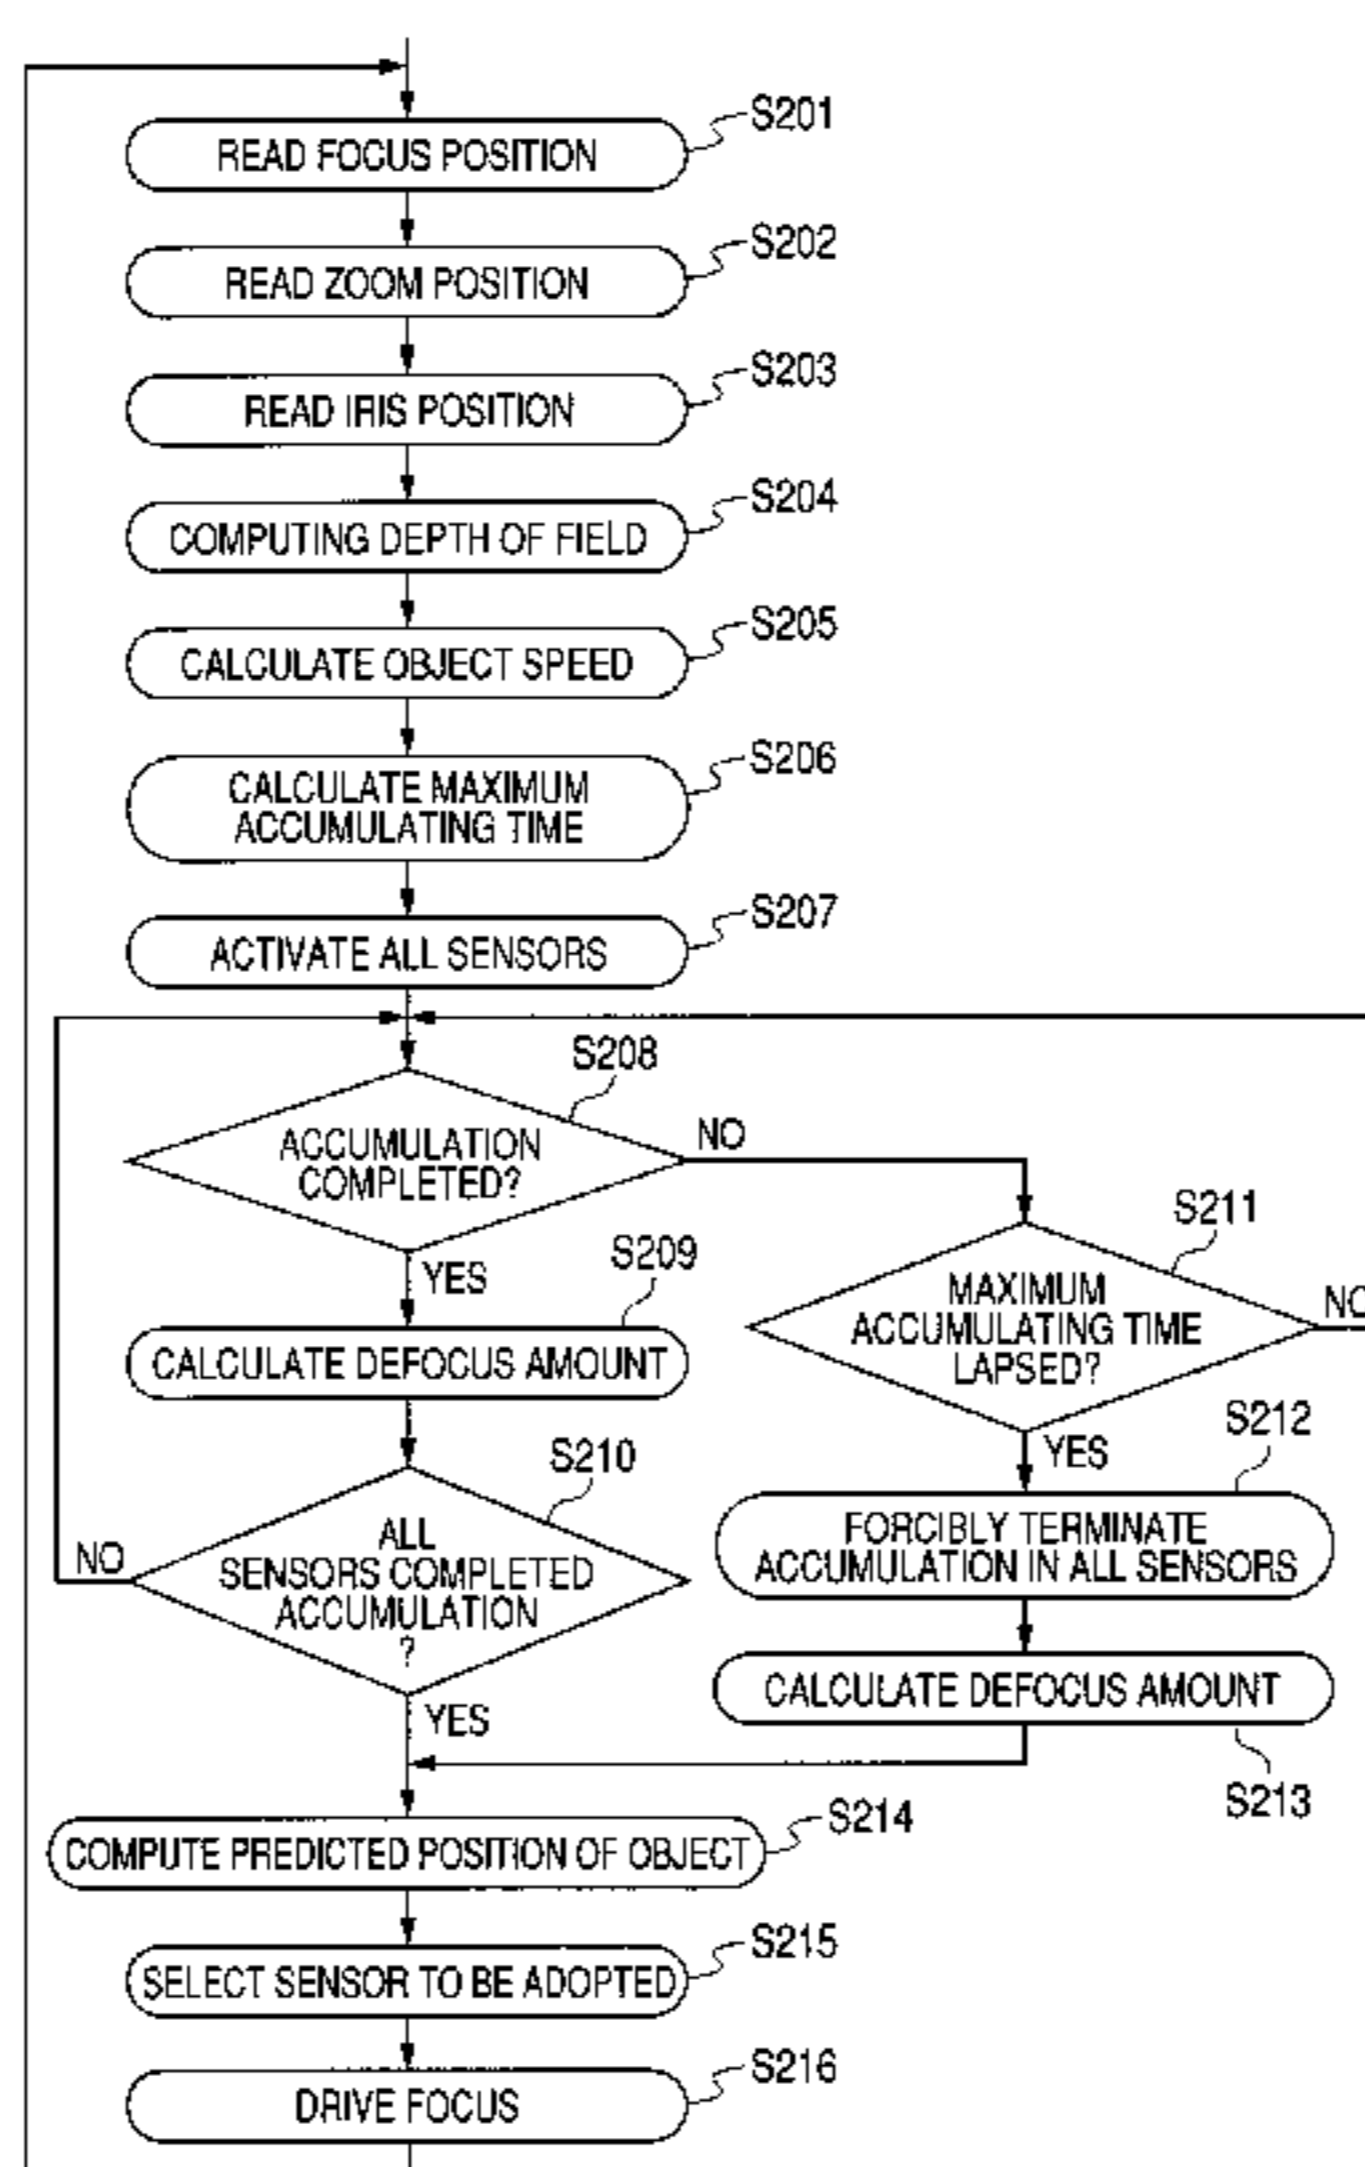 S201
READ FOCUS POSITION
S202
READ ZOOM POSITION
S203
READ IRIS POSITION
S204
COMPUTING DEPTH OF FIELD
S205
CALCULATE OBJECT SPEED
S206
CALCULATE MAXIMUM
ACCUMULATING TIME
S207
ACTIVATE ALL SENSORS
S208
ACCUMULATION
COMPLETED?
NO
YES
S209
CALCULATE DEFOCUS AMOUNT
S210
ALL
SENSORS COMPLETED
ACCUMULATION
?
NO
YES
S211
MAXIMUM
ACCUMULATING TIME
LAPSED?
NO
YES
S212
FORCIBLY TERMINATE
ACCUMULATION IN ALL SENSORS
CALCULATE DEFOCUS AMOUNT
S213
S214
COMPUTE PREDICTED POSITION OF OBJECT
S215
SELECT SENSOR TO BE ADOPTED
S216
DRIVE FOCUS